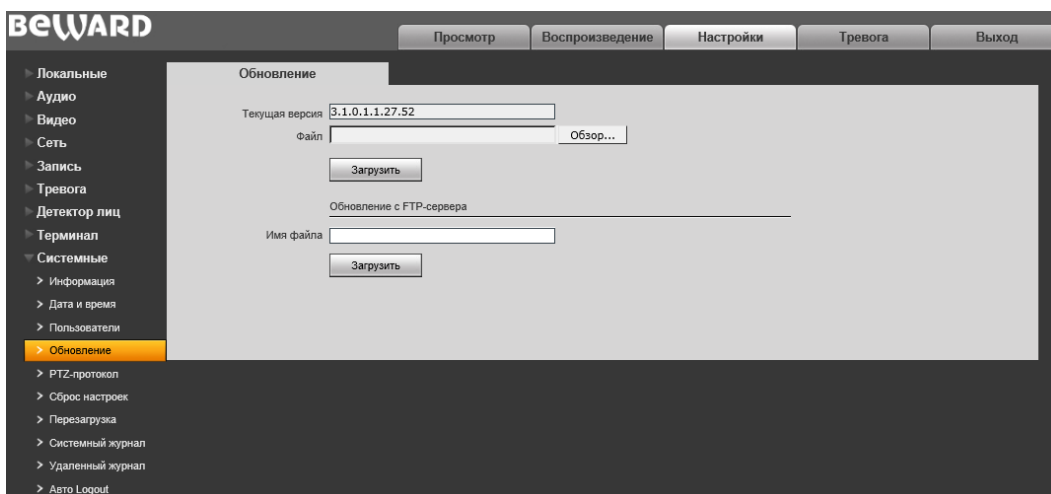 BEWARD
Просмотр Воспроизведение Настройки Тревога Выход
Локальные
Аудио
Видео
Сеть
Запись
Тревога
Детектор лиц
Терминал
Системные
Информация
Дата и время
Пользователи
Обновление
PTZ-протокол
Сброс настроек
Перезагрузка
Системный журнал
Удаленный журнал
Авто Logout
Обновление
Текущая версия 3.1.0.1.1.27.52
Файл Обзор...
Загрузить
Обновление с FTP-сервера
Имя файла
Загрузить